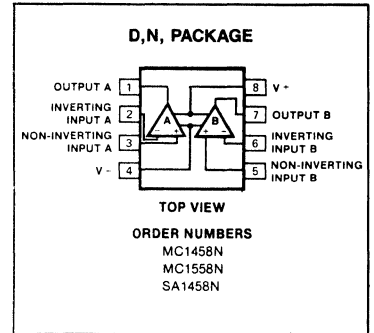 D,N, PACKAGE
OUTPUT A 1
INVERTING INPUT A 2
NON-INVERTING INPUT A 3
V - 4
A
- +
B
+ -
8 V +
7 OUTPUT B
6 INVERTING INPUT B
5 NON-INVERTING INPUT B
TOP VIEW
ORDER NUMBERS
MC1458N
MC1558N
SA1458N